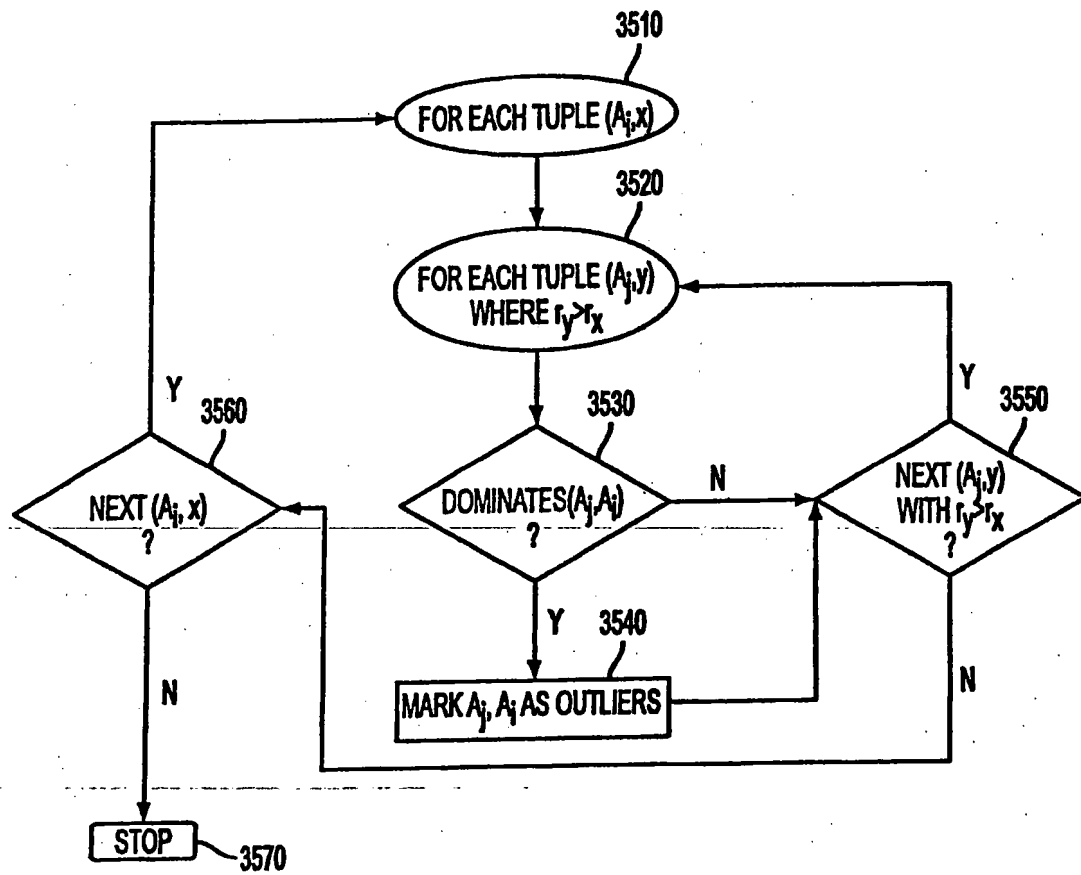 3510
FOR EACH TUPLE (Ai,x)
3520
FOR EACH TUPLE (Aj,y)
WHERE ry>rx
Y
3560
NEXT (Ai, x)
?
N
3530
DOMINATES(Aj,Ai)
?
N
Y
3540
MARK Aj, Ai AS OUTLIERS
Y
3550
NEXT (Aj,y)
WITH ry>rx
?
N
STOP
3570